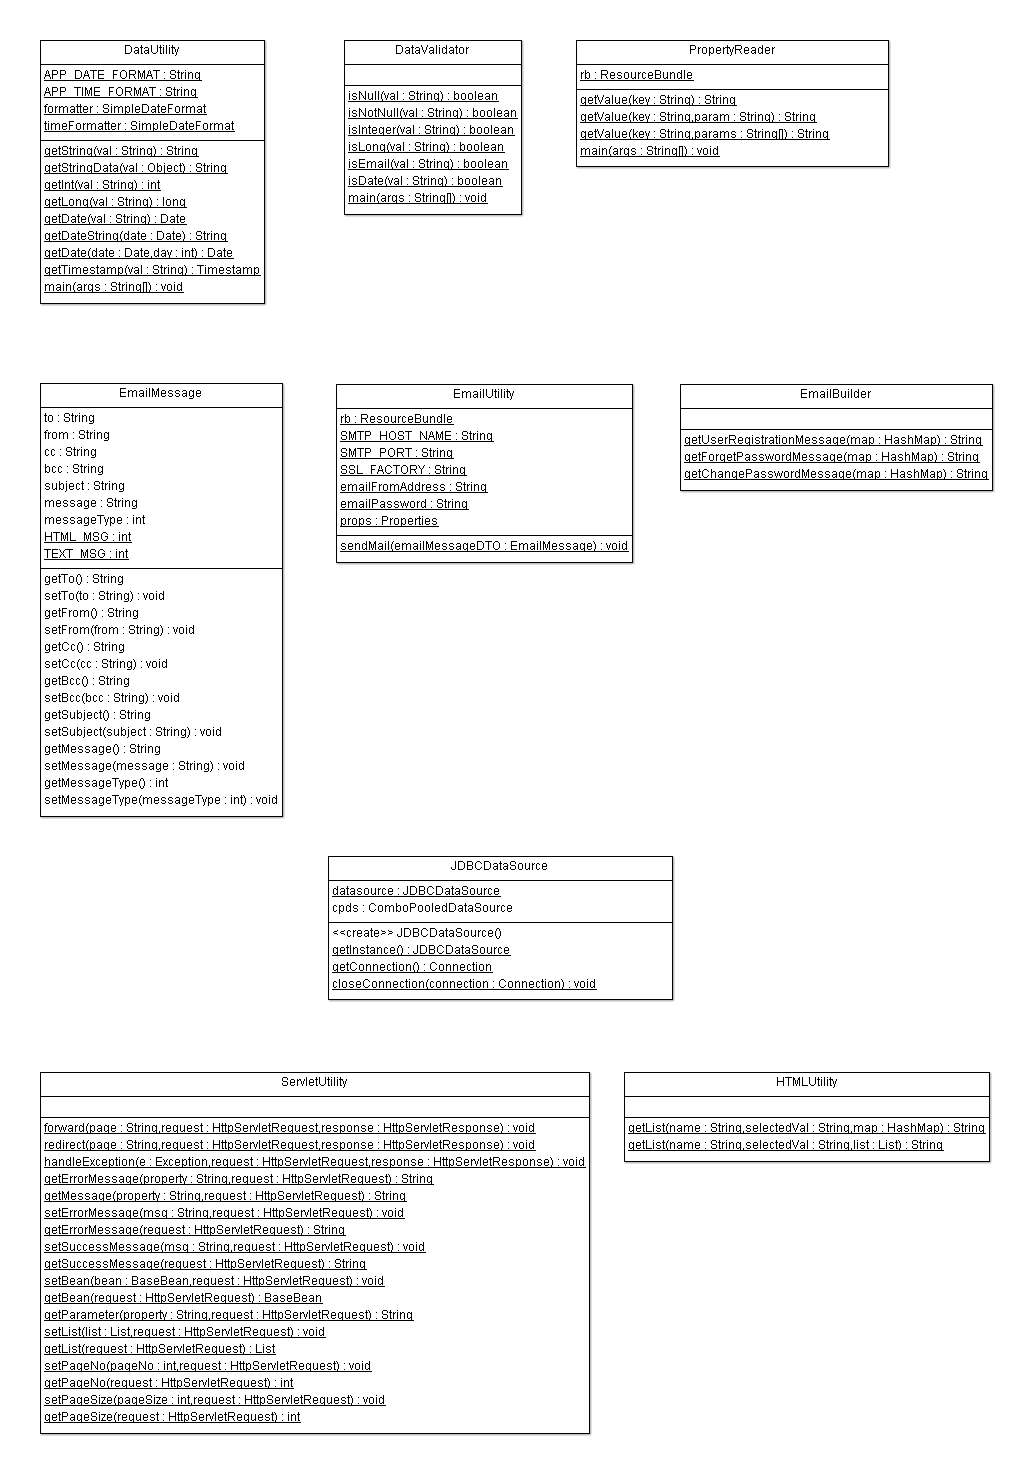 DataUtility
APP_DATE_FORMAT : String
APP_TIME_FORMAT : String
formatter : SimpleDateFormat
timeFormatter : SimpleDateFormat
getString(val : String) : String
getStringData(val : Object) : String
getInt(val : String) : int
getLong(val : String) : long
getDate(val : String) : Date
getDateString(date : Date) : String
getDate(date : Date,day : int) : Date
getTimestamp(val : String) : Timestamp
main(args : String[]) : void
DataValidator
isNull(val : String) : boolean
isNotNull(val : String) : boolean
isInteger(val : String) : boolean
isLong(val : String) : boolean
isEmail(val : String) : boolean
isDate(val : String) : boolean
main(args : String[]) : void
PropertyReader
rb : ResourceBundle
getValue(key : String) : String
getValue(key : String,param : String) : String
getValue(key : String,params : String[]) : String
main(args : String[]) : void
EmailMessage
to : String
from : String
cc : String
bcc : String
subject : String
message : String
messageType : int
HTML_MSG : int
TEXT_MSG : int
getTo() : String
setTo(to : String) : void
getFrom() : String
setFrom(from : String) : void
getCc() : String
setCc(cc : String) : void
getBcc() : String
setBcc(bcc : String) : void
getSubject() : String
setSubject(subject : String) : void
getMessage() : String
setMessage(message : String) : void
getMessageType() : int
setMessageType(messageType : int) : void
EmailUtility
rb : ResourceBundle
SMTP_HOST_NAME : String
SMTP_PORT : String
SSL_FACTORY : String
emailFromAddress : String
emailPassword : String
props : Properties
sendMail(emailMessageDTO : EmailMessage) : void
EmailBuilder
getUserRegistrationMessage(map : HashMap) : String
getForgetPasswordMessage(map : HashMap) : String
getChangePasswordMessage(map : HashMap) : String
JDBCDataSource
datasource : JDBCDataSource
cpds : ComboPooledDataSource
<<create>> JDBCDataSource()
getInstance() : JDBCDataSource
getConnection() : Connection
closeConnection(connection : Connection) : void
ServletUtility
forward(page : String,request : HttpServletRequest,response : HttpServletResponse) : void
redirect(page : String,request : HttpServletRequest,response : HttpServletResponse) : void
handleException(e : Exception,request : HttpServletRequest,response : HttpServletResponse) : void
getErrorMessage(property : String,request : HttpServletRequest) : String
getMessage(property : String,request : HttpServletRequest) : String
setErrorMessage(msg : String,request : HttpServletRequest) : void
getErrorMessage(request : HttpServletRequest) : String
setSuccessMessage(msg : String,request : HttpServletRequest) : void
getSuccessMessage(request : HttpServletRequest) : String
setBean(bean : BaseBean,request : HttpServletRequest) : void
getBean(request : HttpServletRequest) : BaseBean
getParameter(property : String,request : HttpServletRequest) : String
setList(list : List,request : HttpServletRequest) : void
getList(request : HttpServletRequest) : List
setPageNo(pageNo : int,request : HttpServletRequest) : void
getPageNo(request : HttpServletRequest) : int
setPageSize(pageSize : int,request : HttpServletRequest) : void
getPageSize(request : HttpServletRequest) : int
HTMLUtility
getList(name : String,selectedVal : String,map : HashMap) : String
getList(name : String,selectedVal : String,list : List) : String